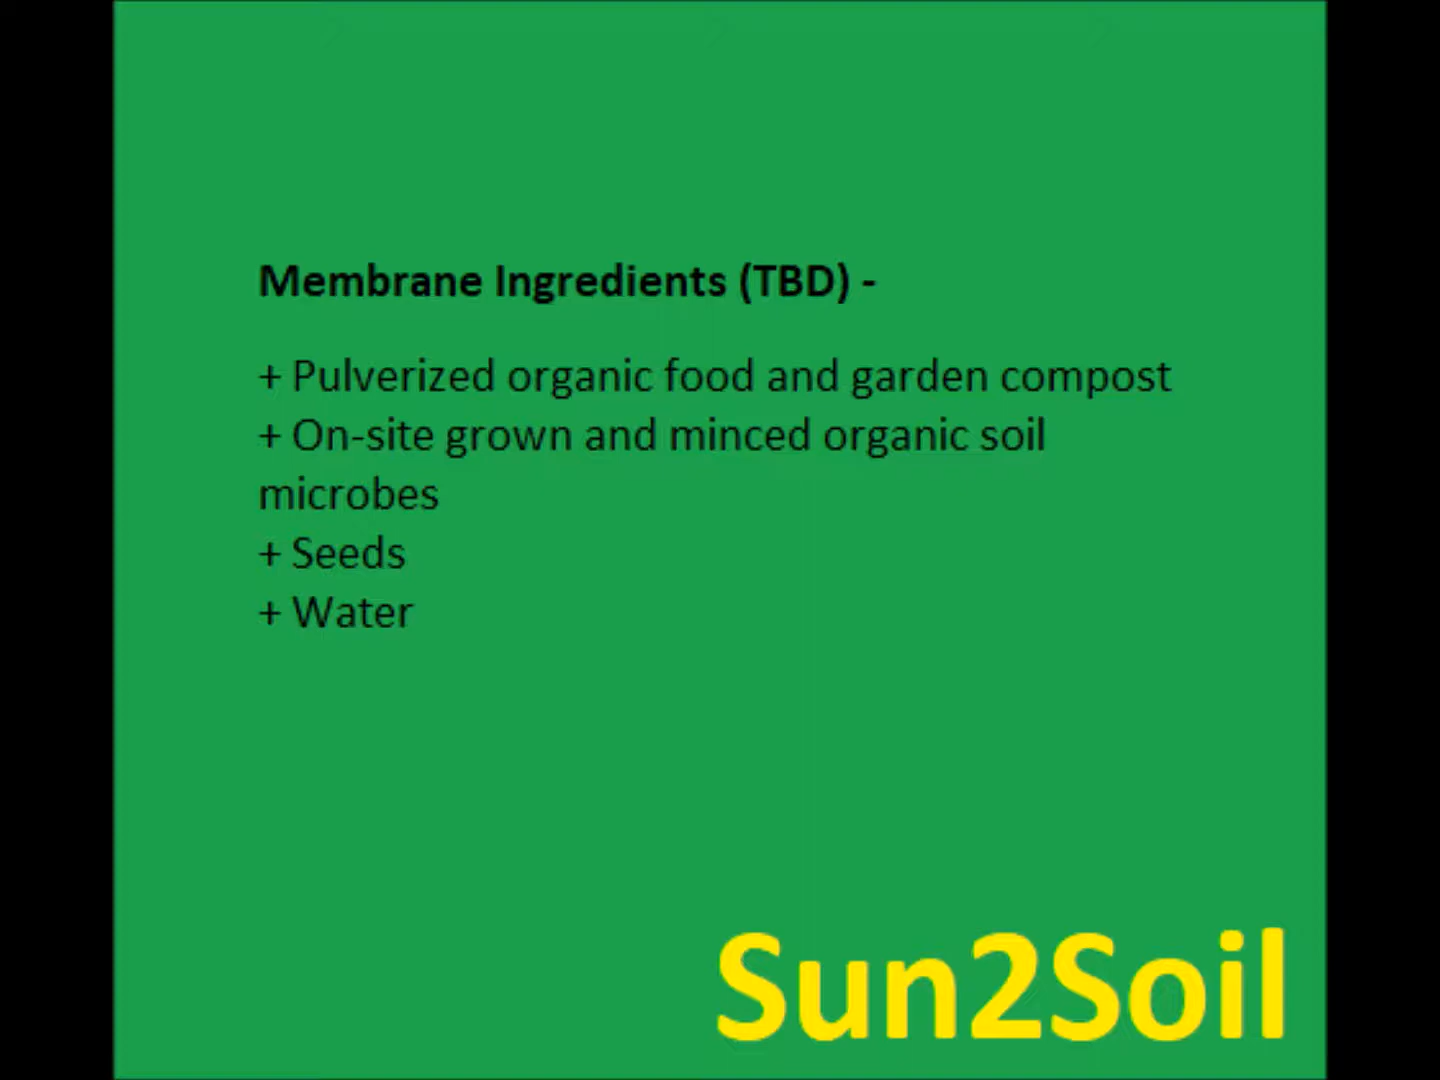 Membrane Ingredients (TBD) -
+ Pulverized organic food and garden compost
+ On-site grown and minced organic soil
microbes
+ Seeds
+ Water
Sun2Soil